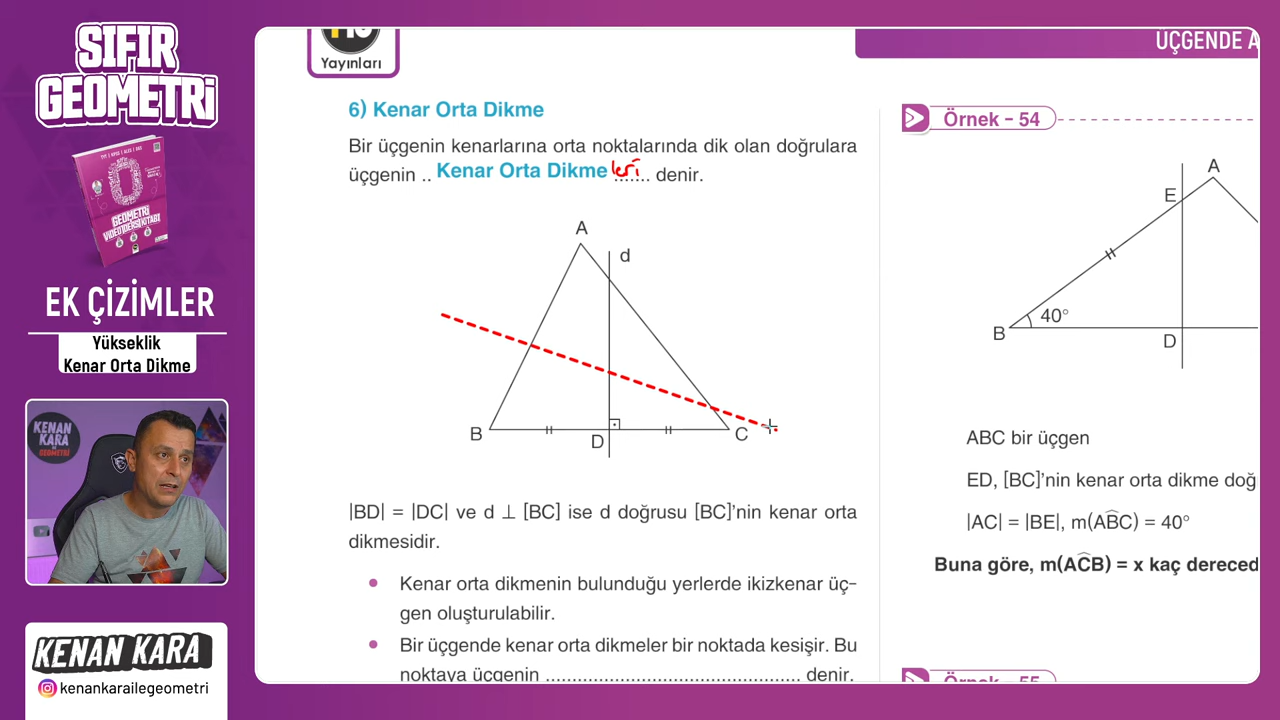 SIFIR
GEOMETRİ
EK ÇİZİMLER
Yükseklik
Kenar Orta Dikme
KENAN
KARA
KENAN KARA
kenankarailegeometri
Yayınları
6) Kenar Orta Dikme
Bir üçgenin kenarlarına orta noktalarında dik olan doğrulara
üçgenin .. Kenar Orta Dikme leri ....... denir.
A
d
B
D
C
|BD| = |DC| ve d ⊥ [BC] ise d doğrusu [BC]'nin kenar orta
dikmesidir.
• Kenar orta dikmenin bulunduğu yerlerde ikizkenar üç-
gen oluşturulabilir.
• Bir üçgende kenar orta dikmeler bir noktada kesişir. Bu
noktaya üçgenin ................................................ denir.
ÜÇGENDE A
Örnek - 54
A
E
40°
B
D
ABC bir üçgen
ED, [BC]'nin kenar orta dikme doğ
|AC| = |BE|, m(ABC) = 40°
Buna göre, m(ACB) = x kaç dereced
Örnek - 55